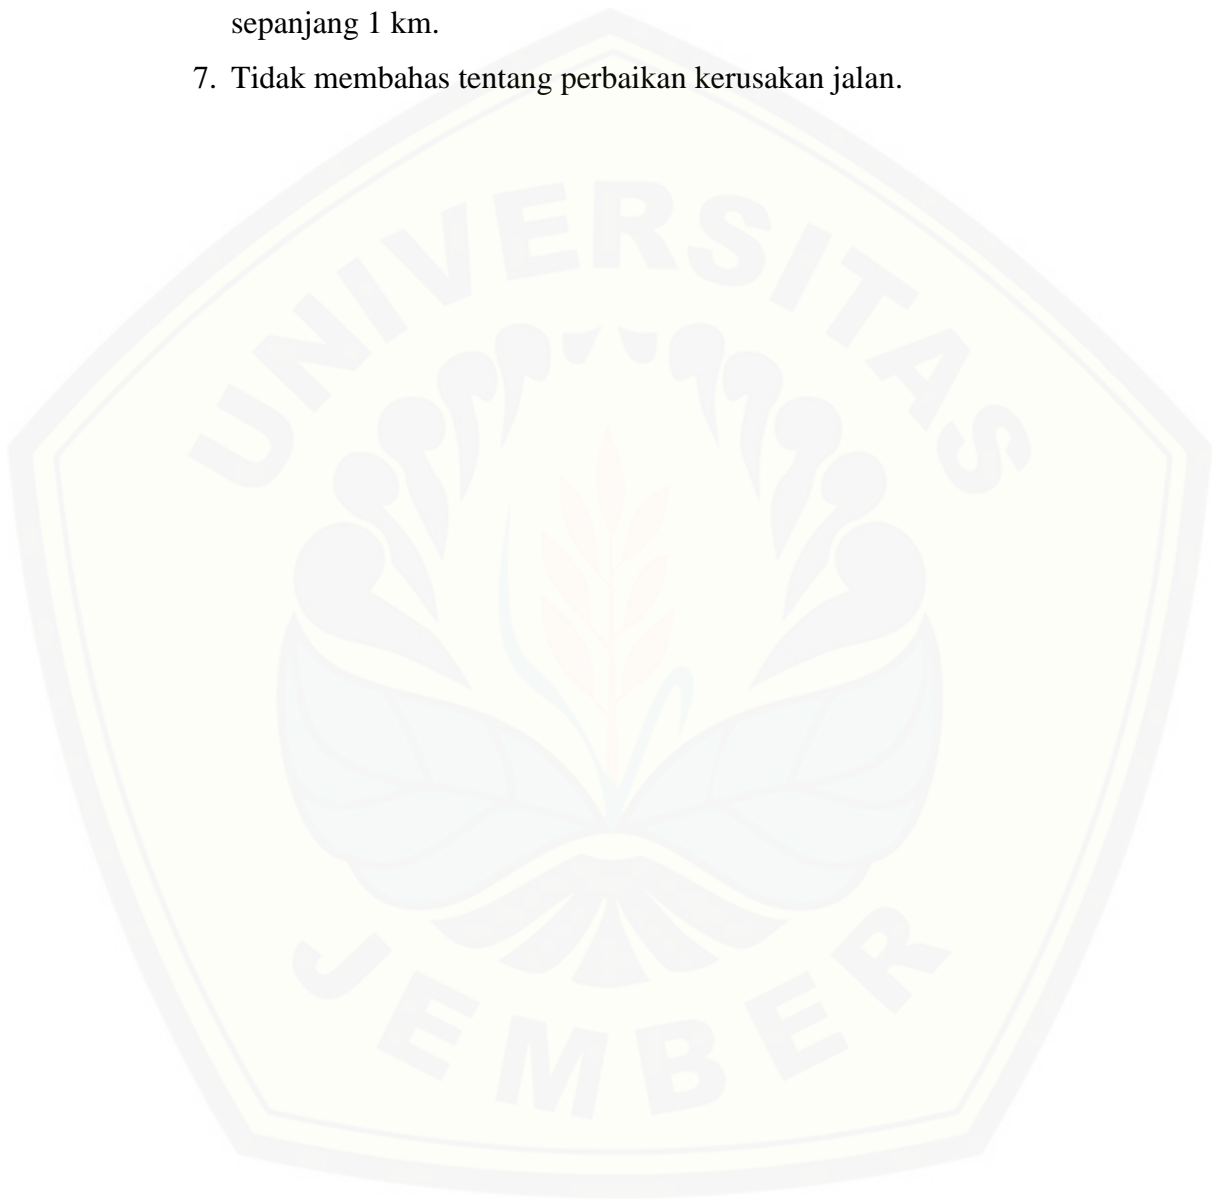 sepanjang 1 km.
7. Tidak membahas tentang perbaikan kerusakan jalan.
UNIVERSITAS
JEMBER